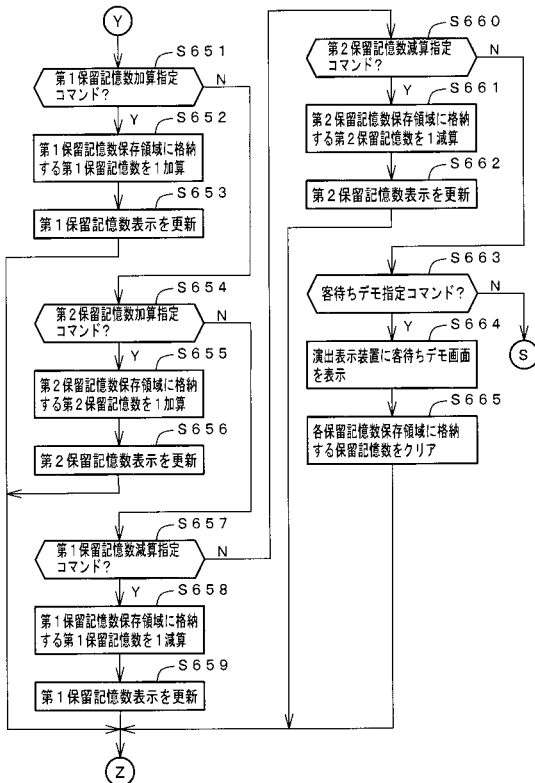 Y
S651
第1保留記憶数加算指定
コマンド?
N
Y
S652
第1保留記憶数保存領域に格納
する第1保留記憶数を1加算
S653
第1保留記憶数表示を更新
S654
第2保留記憶数加算指定
コマンド?
N
Y
S655
第2保留記憶数保存領域に格納
する第2保留記憶数を1加算
S656
第2保留記憶数表示を更新
S657
第1保留記憶数減算指定
コマンド?
N
Y
S658
第1保留記憶数保存領域に格納
する第1保留記憶数を1減算
S659
第1保留記憶数表示を更新
Z
S660
第2保留記憶数減算指定
コマンド?
N
Y
S661
第2保留記憶数保存領域に格納
する第2保留記憶数を1減算
S662
第2保留記憶数表示を更新
S663
客待ちデモ指定コマンド?
N
Y
S664
演出表示装置に客待ちデモ画面
を表示
S
S665
各保留記憶数保存領域に格納
する保留記憶数をクリア